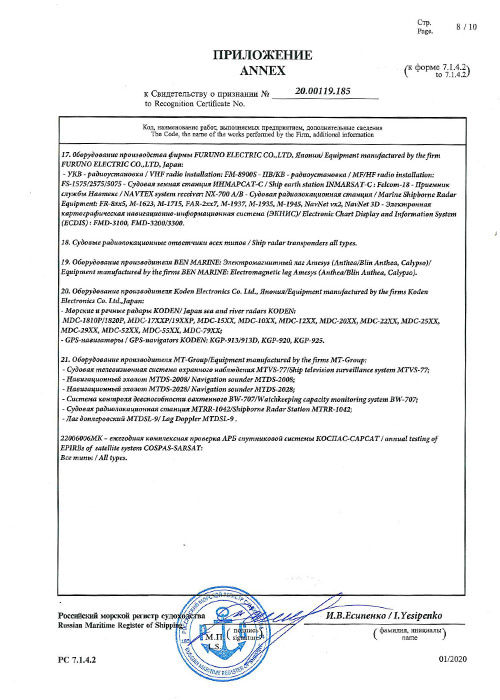 Стр.
Page.
8 / 10
ПРИЛОЖЕНИЕ
ANNEX
(к форме 7.1.4.2
to 7.1.4.2)
к Свидетельству о признании № 20.00119.185
to Recognition Certificate No.
Код, наименование работ, выполняемых предприятием, дополнительные сведения
The Code, the name of the works performed by the Firm, additional information
17. Оборудование производства фирмы FURUNO ELECTRIC CO.,LTD. Япония/ Equipment manufactured by the firm
FURUNO ELECTRIC CO.,LTD, Japan:
- УКВ - радиоустановка / VHF radio installation: FM-8900S - ПВ/КВ - радиоустановка / MF/HF radio installation:
FS-1575/2575/5075 - Судовая земная станция ИНМАРСАТ-С / Ship earth station INMARSAT-C : Felcom-18 - Приемник
службы Навтекс / NAVTEX system receiver: NX-700 A/B - Судовая радиолокационная станция / Marine Shipborne Radar
Equipment: FR-8xx5, M-1623, M-1715, FAR-2xx7, M-1937, M-1935, M-1945, NavNet vx2, NavNet 3D - Электронная
картографическая навигационно-информационная система (ЭКНИС)/ Electronic Chart Display and Information System
(ECDIS) : FMD-3100, FMD-3200/3300.
18. Судовые радиолокационные ответчики всех типов / Ship radar transponders all types.
19. Оборудование производителя BEN MARINE: Электромагнитный лаг Amesys (Anthea/Blin Anthea, Calypso)/
Equipment manufactured by the firms BEN MARINE: Electromagnetic log Amesys (Anthea/Blin Anthea, Calypso).
20. Оборудование производителя Koden Electronics Co. Ltd., Япония/Equipment manufactured by the firms Koden
Electronics Co. Ltd.,Japan:
- Морские и речные радары KODEN/ Japan sea and river radars KODEN:
MDC-1810P/1820P, MDC-17XXP/19XXP, MDC-15XX, MDC-10XX, MDC-12XX, MDC-20XX, MDC-22XX, MDC-25XX,
MDC-29XX, MDC-52XX, MDC-55XX, MDC-79XX;
- GPS-навигаторы / GPS-navigators KODEN: KGP-913/913D, KGP-920, KGP-925.
21. Оборудование производителя MT-Group/Equipment manufactured by the firms MT-Group:
- Судовая телевизионная система охранного наблюдения MTVS-77/Ship television surveillance system MTVS-77;
- Навигационный эхолот MTDS-2008/ Navigation sounder MTDS-2008;
- Навигационный эхолот MTDS-2028/ Navigation sounder MTDS-2028;
- Система контроля дееспособности вахтенного BW-707/Watchkeeping capacity monitoring system BW-707;
- Судовая радиолокационная станция MTRR-1042/Shipborne Radar Station MTRR-1042;
- Лаг доплеровский MTDSL-9/ Log Doppler MTDSL-9 .
22006006МК – ежегодная комплексная проверка АРБ спутниковой системы КОСПАС-САРСАТ / annual testing of
EPIRBs of satellite system COSPAS-SARSAT:
Все типы / All types.
Российский морской регистр судоходства
Russian Maritime Register of Shipping
М.П
L.S.
подпись
signature
И.В.Есипенко / I.Yesipenko
(фамилия, инициалы)
name
РС 7.1.4.2
01/2020